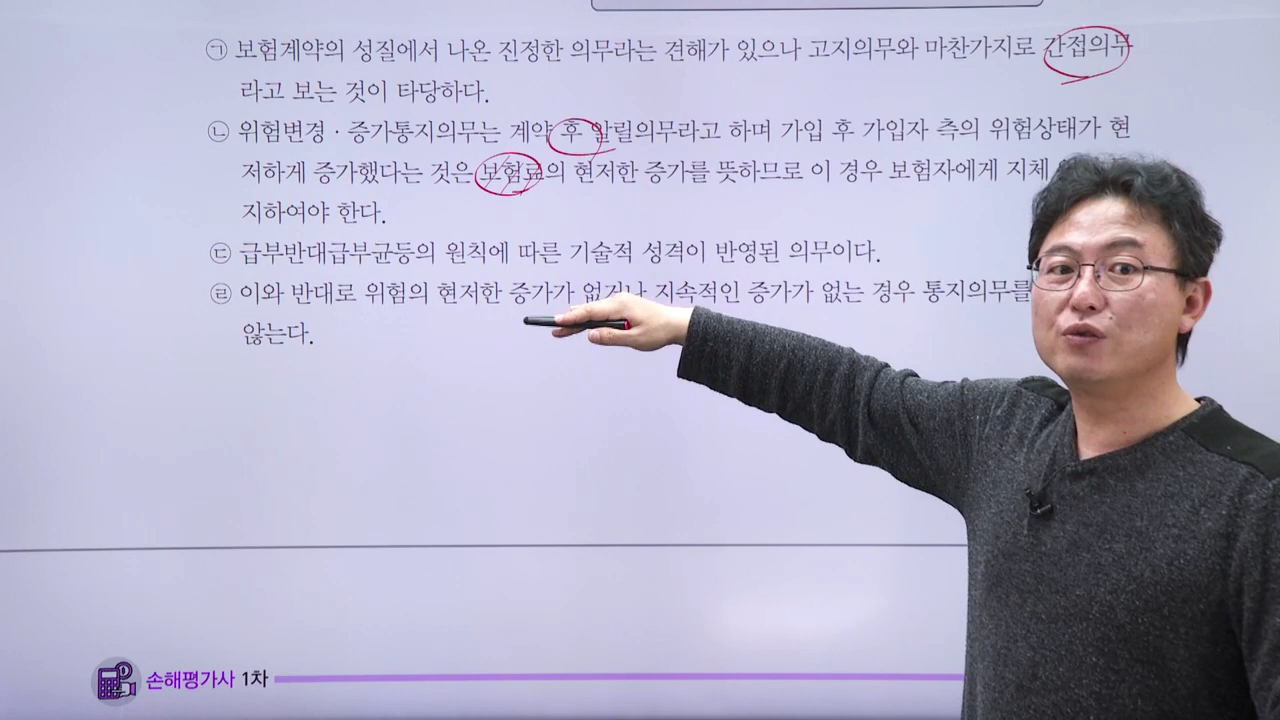 ㉠ 보험계약의 성질에서 나온 진정한 의무라는 견해가 있으나 고지의무와 마찬가지로 간접의무
라고 보는 것이 타당하다.
㉡ 위험변경 · 증가통지의무는 계약 후 알릴의무라고 하며 가입 후 가입자 측의 위험상태가 현
저하게 증가했다는 것은 보험료의 현저한 증가를 뜻하므로 이 경우 보험자에게 지체
지하여야 한다.
㉢ 급부반대급부균등의 원칙에 따른 기술적 성격이 반영된 의무이다.
㉣ 이와 반대로 위험의 현저한 증가가 없거나 지속적인 증가가 없는 경우 통지의무를
않는다.
손해평가사 1차